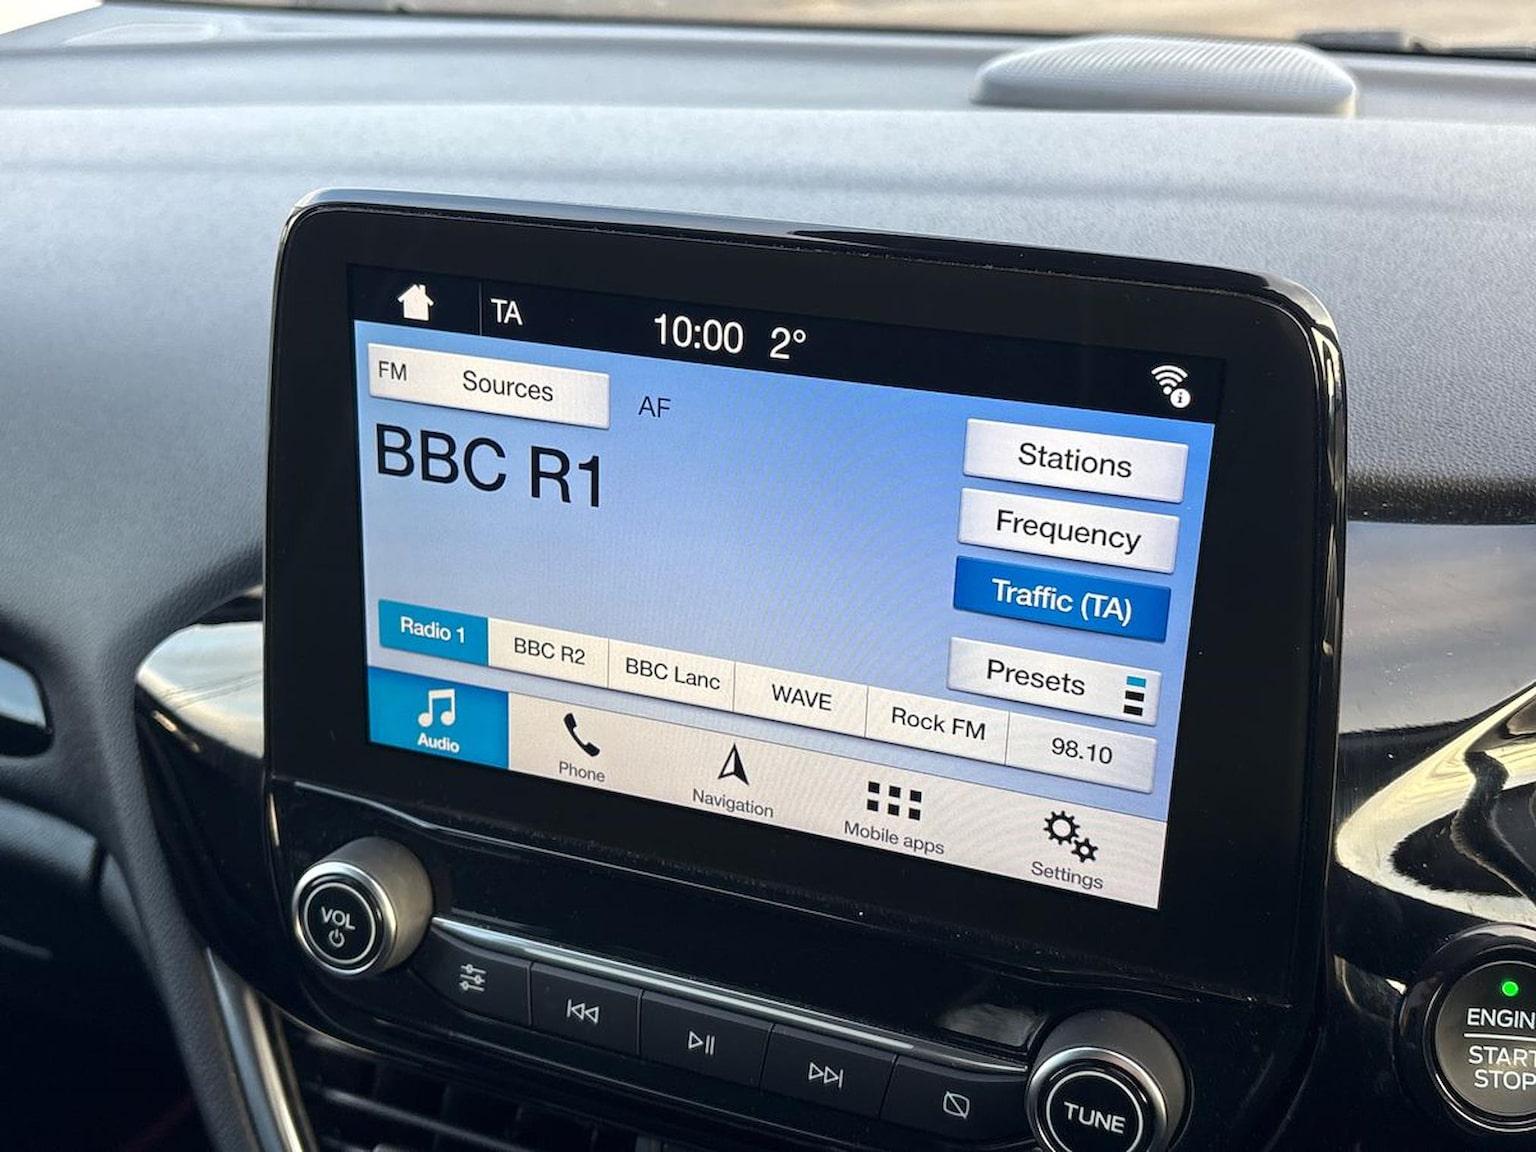 TA 10:00 2°
FM Sources AF
BBC R1
Stations
Frequency
Traffic (TA)
Presets
Radio 1 BBC R2 BBC Lanc WAVE Rock FM 98.10
Audio Phone Navigation Mobile apps Settings
VOL
TUNE
ENGIN
START
STOP